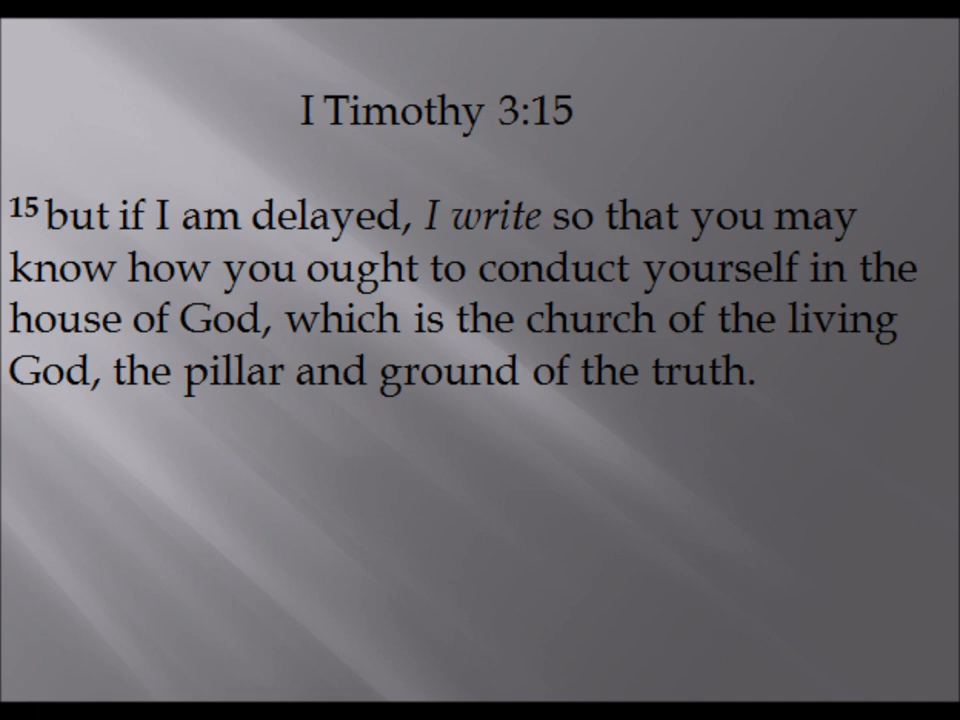 I Timothy 3:15
15 but if I am delayed, I write so that you may
know how you ought to conduct yourself in the
house of God, which is the church of the living
God, the pillar and ground of the truth.